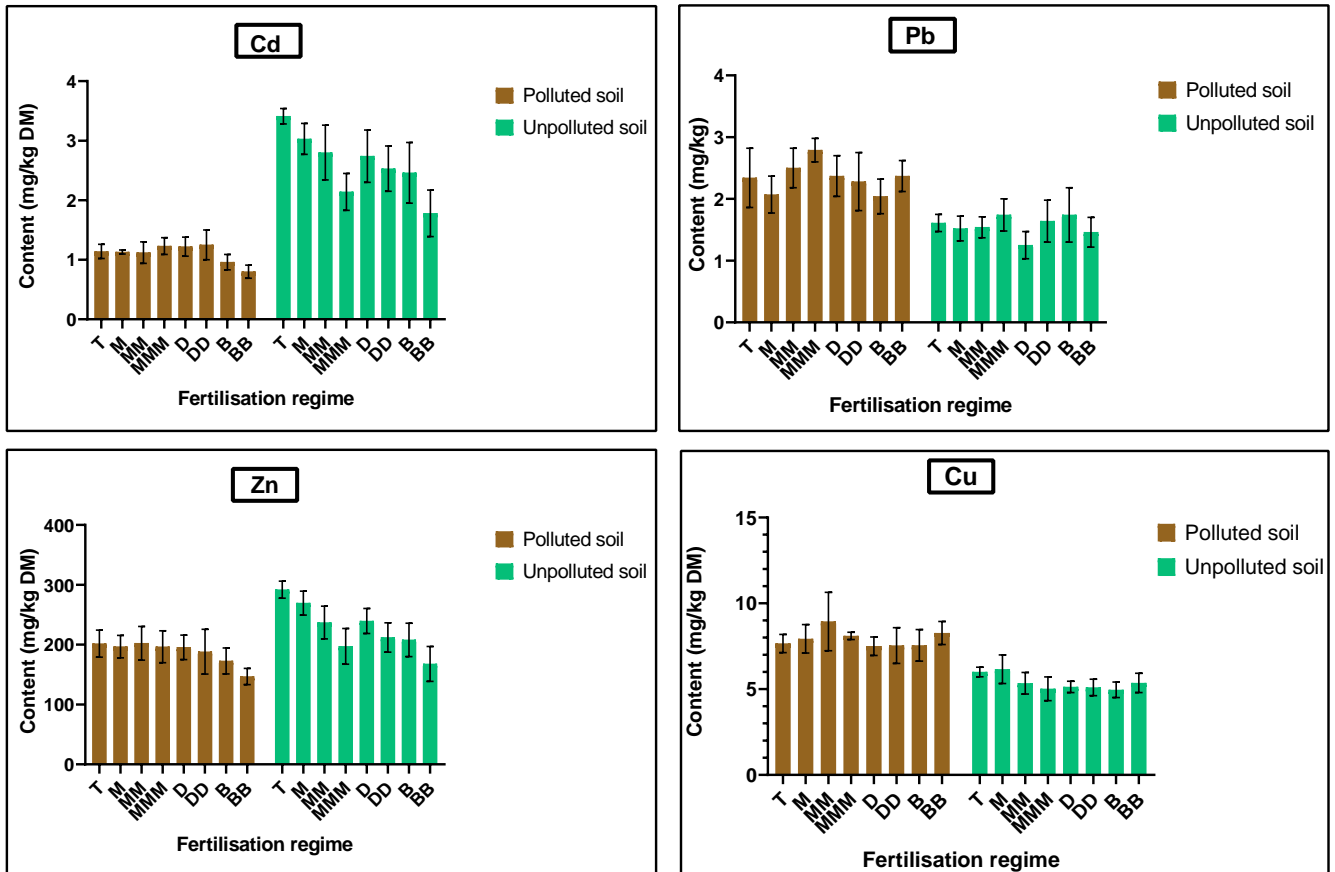 Cd
Content (mg/kg DM)
4
3
2
1
0
Polluted soil
Unpolluted soil
T M MM MMM D DD B BB T M MM MMM D DD B BB
Fertilisation regime
Pb
Content (mg/kg)
4
3
2
1
0
Polluted soil
Unpolluted soil
T M MM MMM D DD B BB T M MM MMM D DD B BB
Fertilisation regime
Zn
Content (mg/kg DM)
400
300
200
100
0
Polluted soil
Unpolluted soil
T M MM MMM D DD B BB T M MM MMM D DD B BB
Fertilisation regime
Cu
Content (mg/kg DM)
15
10
5
0
Polluted soil
Unpolluted soil
T M MM MMM D DD B BB T M MM MMM D DD B BB
Fertilisation regime